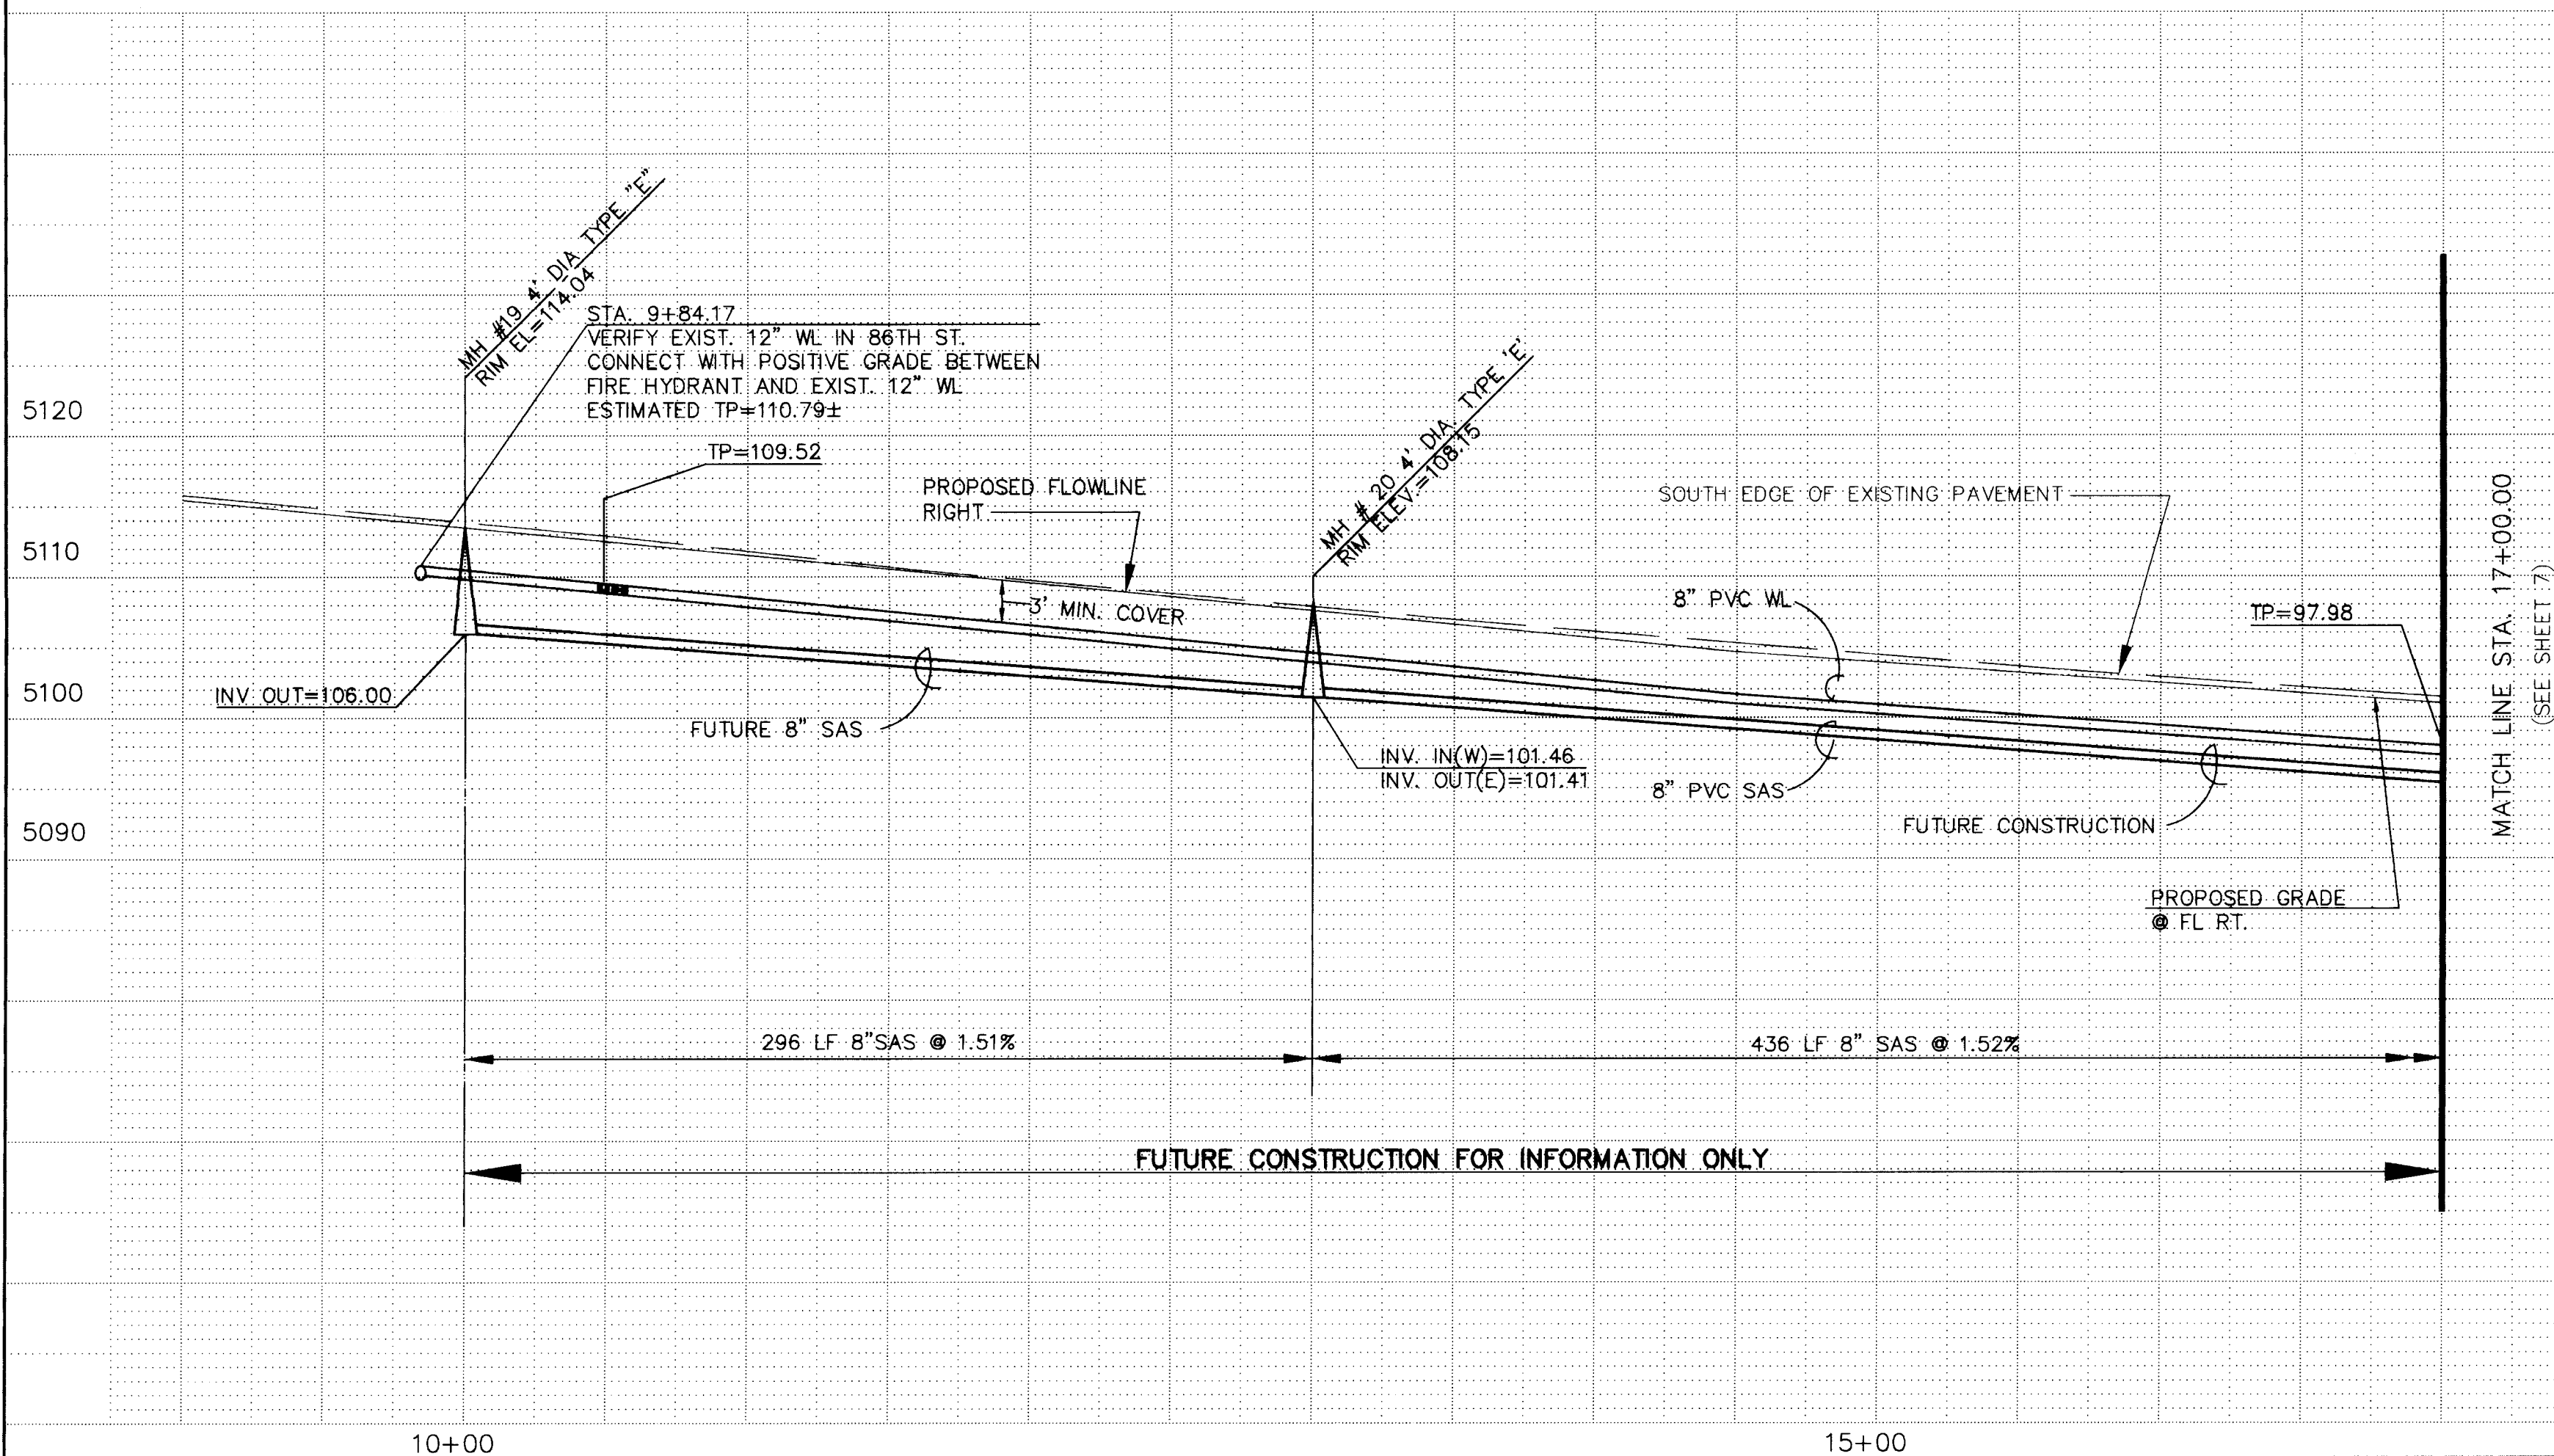 MH #19 4' DIA. TYPE "E"
RIM EL=114.04
STA. 9+84.17
VERIFY EXIST. 12" WL IN 86TH ST.
CONNECT WITH POSITIVE GRADE BETWEEN
FIRE HYDRANT AND EXIST. 12" WL
ESTIMATED TP=110.79±
TP=109.52
PROPOSED FLOWLINE
RIGHT
MH # 20 4' DIA. TYPE 'E'
RIM ELEV.=108.15
SOUTH EDGE OF EXISTING PAVEMENT
5120
5110
5100
5090
3' MIN. COVER
8" PVC WL
TP=97.98
MATCH LINE STA. 17+00.00
(SEE SHEET 7)
INV. OUT=106.00
FUTURE 8" SAS
INV. IN(W)=101.46
INV. OUT(E)=101.41
8" PVC SAS
FUTURE CONSTRUCTION
PROPOSED GRADE
@ FL RT.
296 LF 8"SAS @ 1.51%
436 LF 8" SAS @ 1.52%
FUTURE CONSTRUCTION FOR INFORMATION ONLY
10+00
15+00